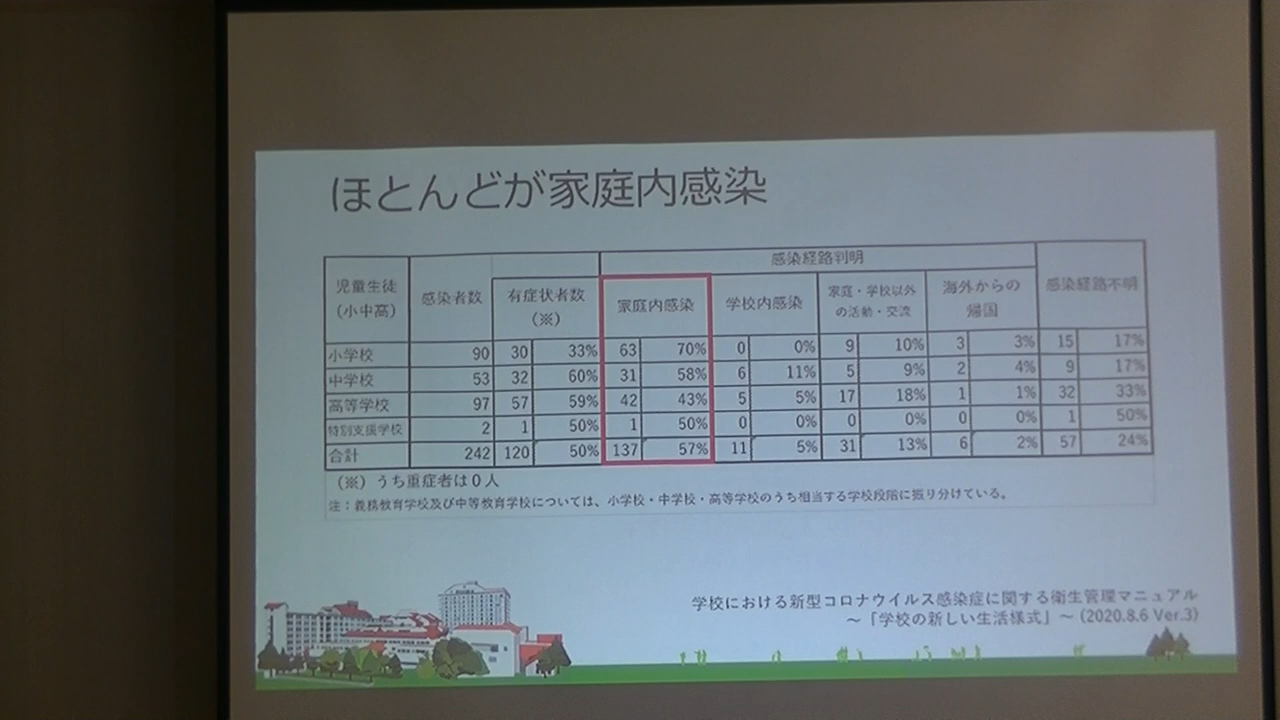 ほとんどが家庭内感染
児童生徒（小中高） 感染者数 有症状者数（※） 感染経路判明 感染経路不明
家庭内感染 学校内感染 家庭・学校以外の活動・交流 海外からの帰国
小学校 90 30 33% 63 70% 0 0% 9 10% 3 3% 15 17%
中学校 53 32 60% 31 58% 6 11% 5 9% 2 4% 9 17%
高等学校 97 57 59% 42 43% 5 5% 17 18% 1 1% 32 33%
特別支援学校 2 1 50% 1 50% 0 0% 0 0% 0 0% 1 50%
合計 242 120 50% 137 57% 11 5% 31 13% 6 2% 57 24%
（※）うち重症者は０人
注：義務教育学校及び中等教育学校については、小学校・中学校・高等学校のうち相当する学校段階に振り分けている。
学校における新型コロナウイルス感染症に関する衛生管理マニュアル
～「学校の新しい生活様式」～ (2020.8.6 Ver.3)